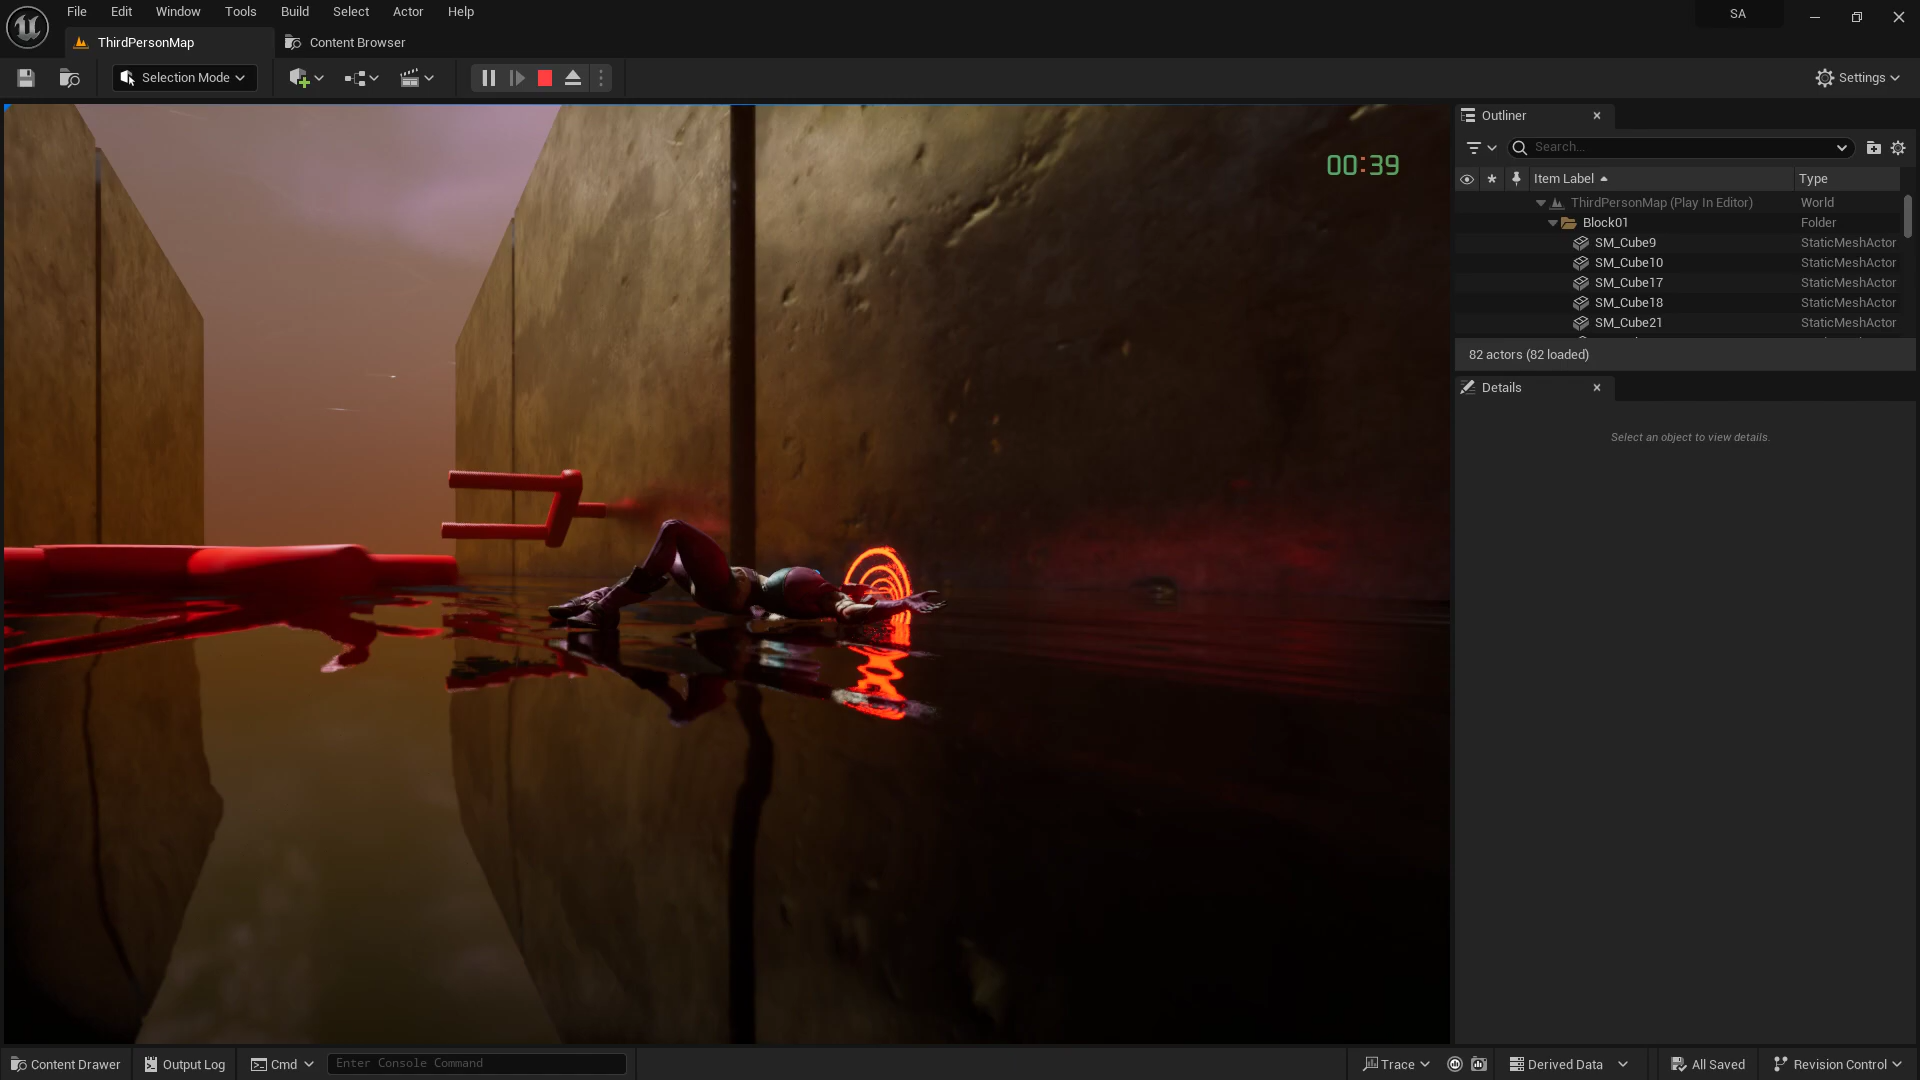 File Edit Window Tools Build Select Actor Help
SA
ThirdPersonMap
Content Browser
Selection Mode
Settings
00:39
Outliner
Search...
Item Label Type
ThirdPersonMap (Play In Editor) World
Block01 Folder
SM_Cube9 StaticMeshActor
SM_Cube10 StaticMeshActor
SM_Cube17 StaticMeshActor
SM_Cube18 StaticMeshActor
SM_Cube21 StaticMeshActor
82 actors (82 loaded)
Details
Select an object to view details.
Content Drawer Output Log Cmd Enter Console Command Trace Derived Data All Saved Revision Control